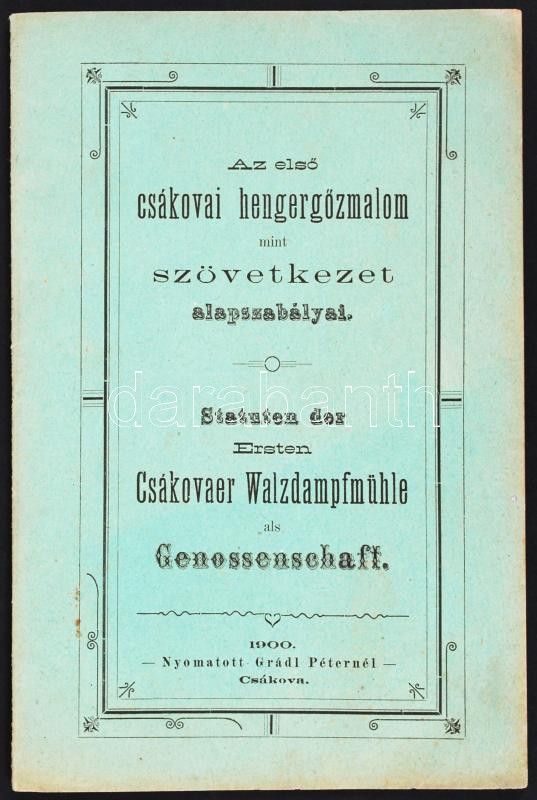 Az első
csákovai hengergőzmalom
mint
szövetkezet
alapszabályai.
darabanth
Statuten der
Ersten
Csákovaer Walzdampfmühle
als
Genossenschaft.
1900.
— Nyomatott Grádl Péternél —
Csákova.